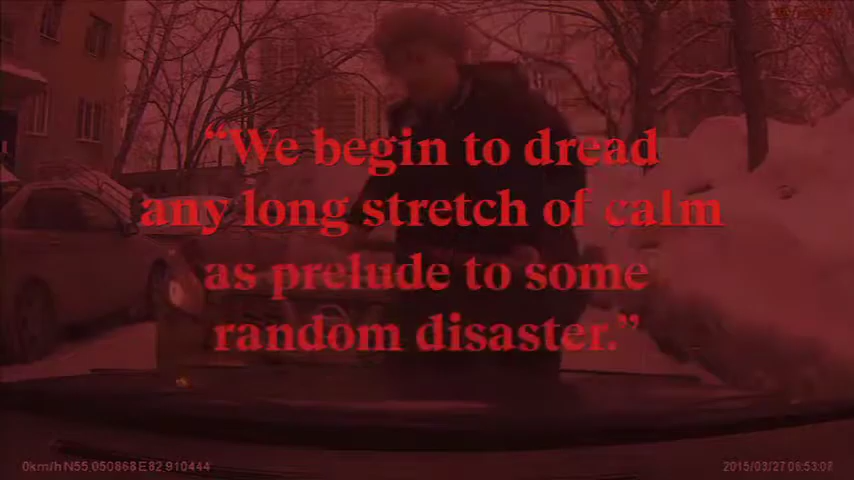 “We begin to dread
any long stretch of calm
as prelude to some
random disaster.”
0km/h N55.050868 E82.910444
2015/03/27 06:53:08